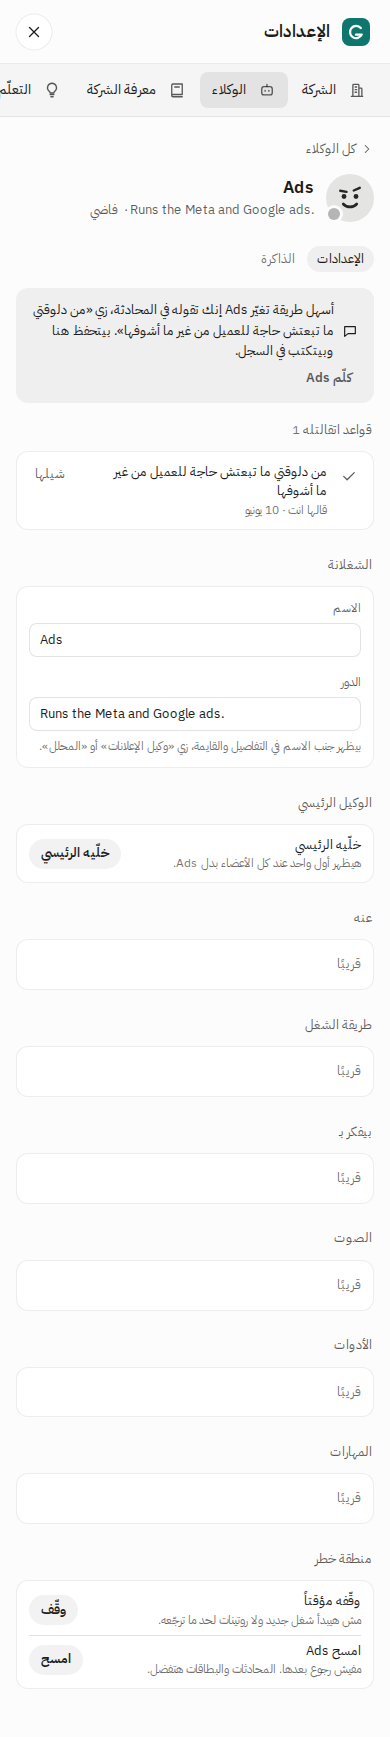 الإعدادات
الشركة
الوكلاء
معرفة الشركة
التعلّم
كل الوكلاء
Ads
Runs the Meta and Google ads. · فاضي
الإعدادات
الذاكرة
أسهل طريقة تغيّر Ads إنك تقوله في المحادثة، زي «من دلوقتي
ما تبعتش حاجة للعميل من غير ما أشوفها». بيتحفظ هنا
وبيتكتب في السجل.
كلّم Ads
قواعد اتقالتله 1
من دلوقتي ما تبعتش حاجة للعميل من غير
ما أشوفها
شيلها
قالها انت · 10 يونيو
الشغلانة
الاسم
Ads
الدور
Runs the Meta and Google ads.
بيظهر جنب الاسم في التفاصيل والقايمة، زي «وكيل الإعلانات» أو «المحلل».
الوكيل الرئيسي
خلّيه الرئيسي
هيظهر أول واحد عند كل الأعضاء بدل Ads.
خلّيه الرئيسي
عنه
قريبًا
طريقة الشغل
قريبًا
بيفكر بـ
قريبًا
الصوت
قريبًا
الأدوات
قريبًا
المهارات
قريبًا
منطقة خطر
وقّفه مؤقتاً
مش هيبدأ شغل جديد ولا روتينات لحد ما ترجّعه.
وقّف
امسح Ads
مفيش رجوع بعدها. المحادثات والبطاقات هتفضل.
امسح